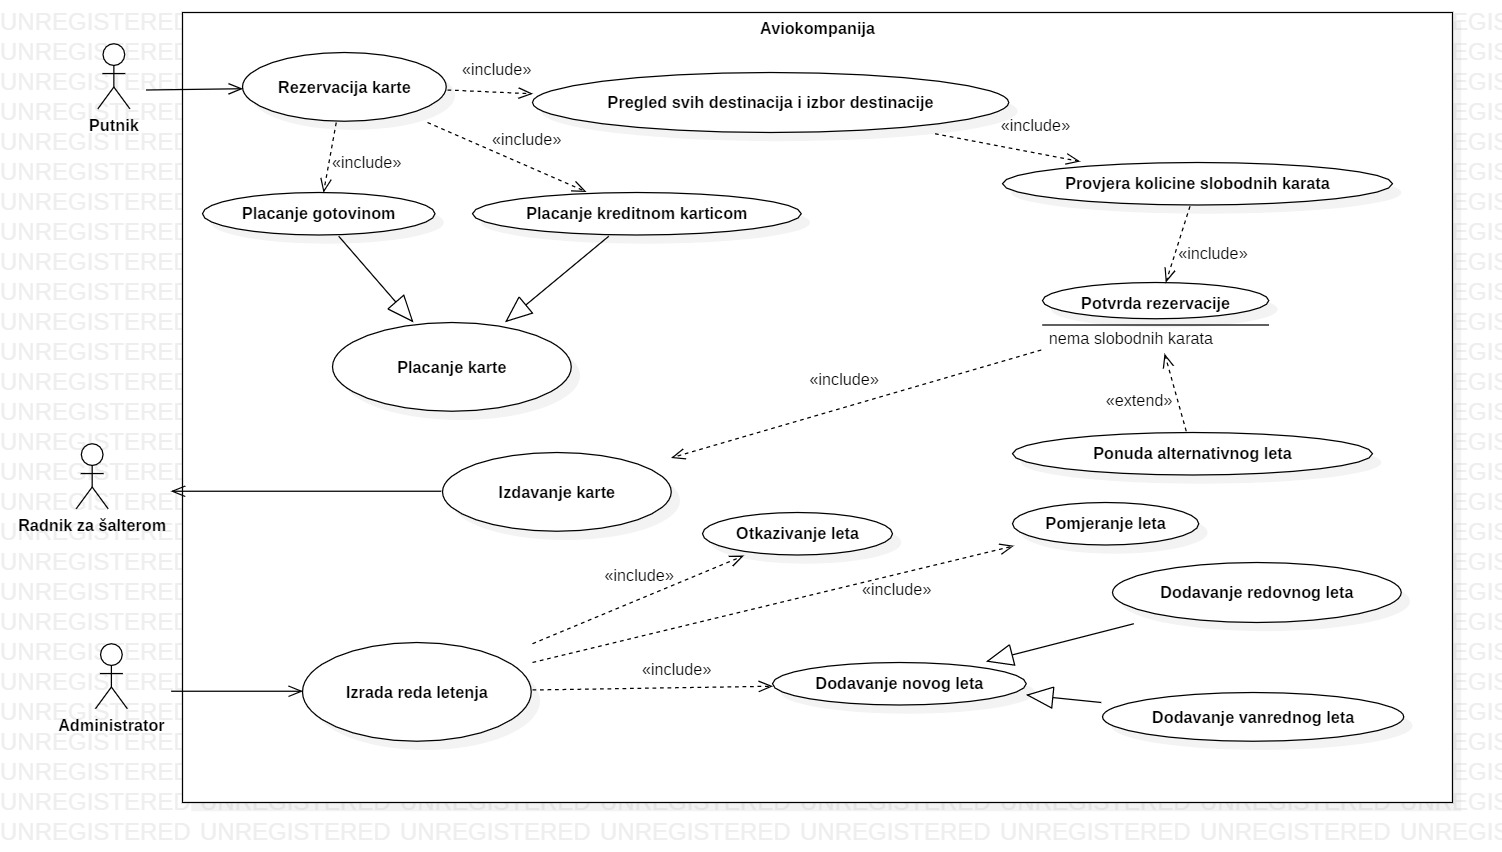 Aviokompanija
Putnik
Rezervacija karte
«include»
Pregled svih destinacija i izbor destinacije
«include»
«include»
«include»
Provjera kolicine slobodnih karata
Placanje gotovinom
Placanje kreditnom karticom
«include»
Potvrda rezervacije
nema slobodnih karata
Placanje karte
«include»
«extend»
Ponuda alternativnog leta
Radnik za šalterom
Izdavanje karte
Otkazivanje leta
Pomjeranje leta
«include»
«include»
Dodavanje redovnog leta
Administrator
Izrada reda letenja
«include»
Dodavanje novog leta
Dodavanje vanrednog leta
UNREGISTERED UNREGISTERED UNREGISTERED UNREGISTERED UNREGISTERED UNREGISTERED UNREGISTERED UNREGIS